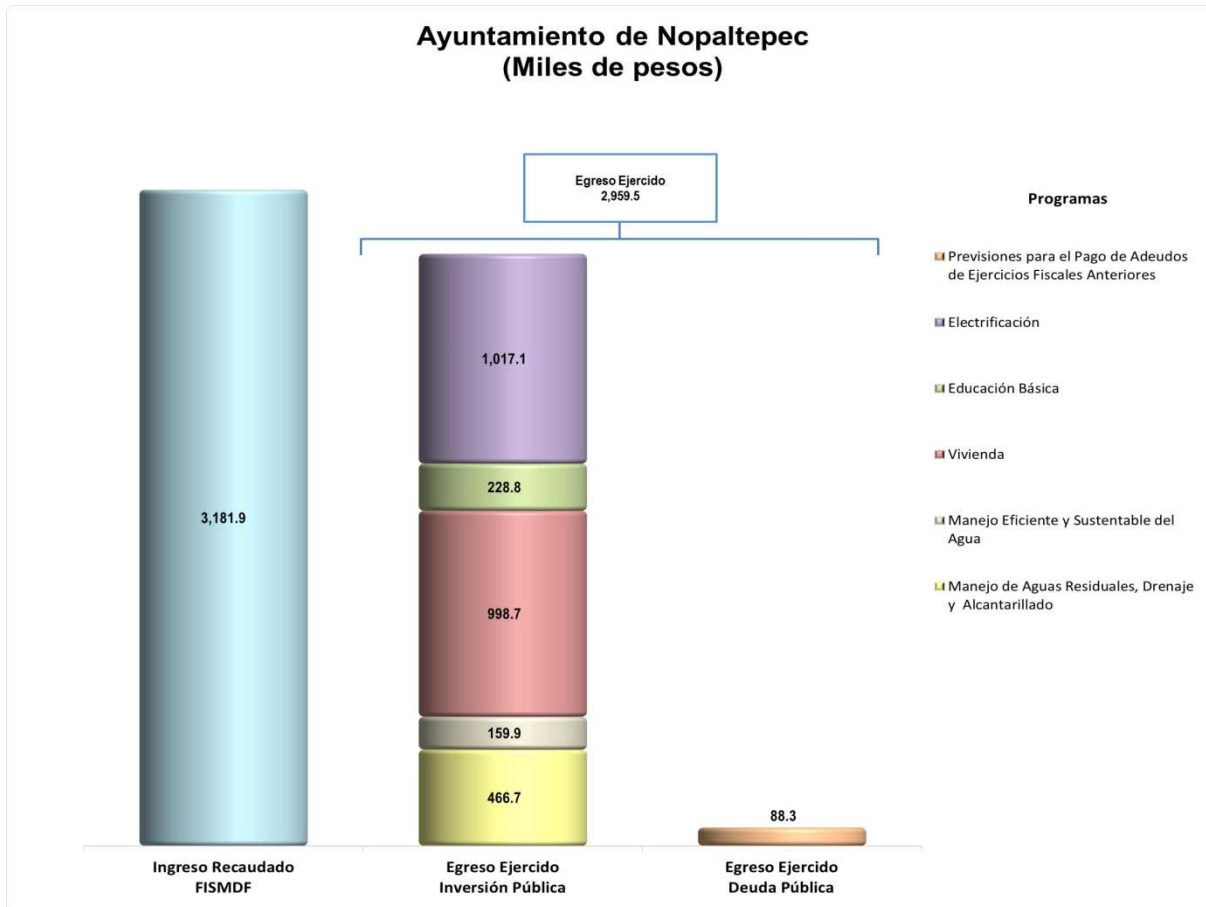 Ayuntamiento de Nopaltepec
(Miles de pesos)
Egreso Ejercido
2,959.5
3,181.9
1,017.1
228.8
998.7
159.9
466.7
88.3
Ingreso Recaudado
FISMDF
Egreso Ejercido
Inversión Pública
Egreso Ejercido
Deuda Pública
Programas
Previsiones para el Pago de Adeudos
de Ejercicios Fiscales Anteriores
Electrificación
Educación Básica
Vivienda
Manejo Eficiente y Sustentable del
Agua
Manejo de Aguas Residuales, Drenaje
y Alcantarillado